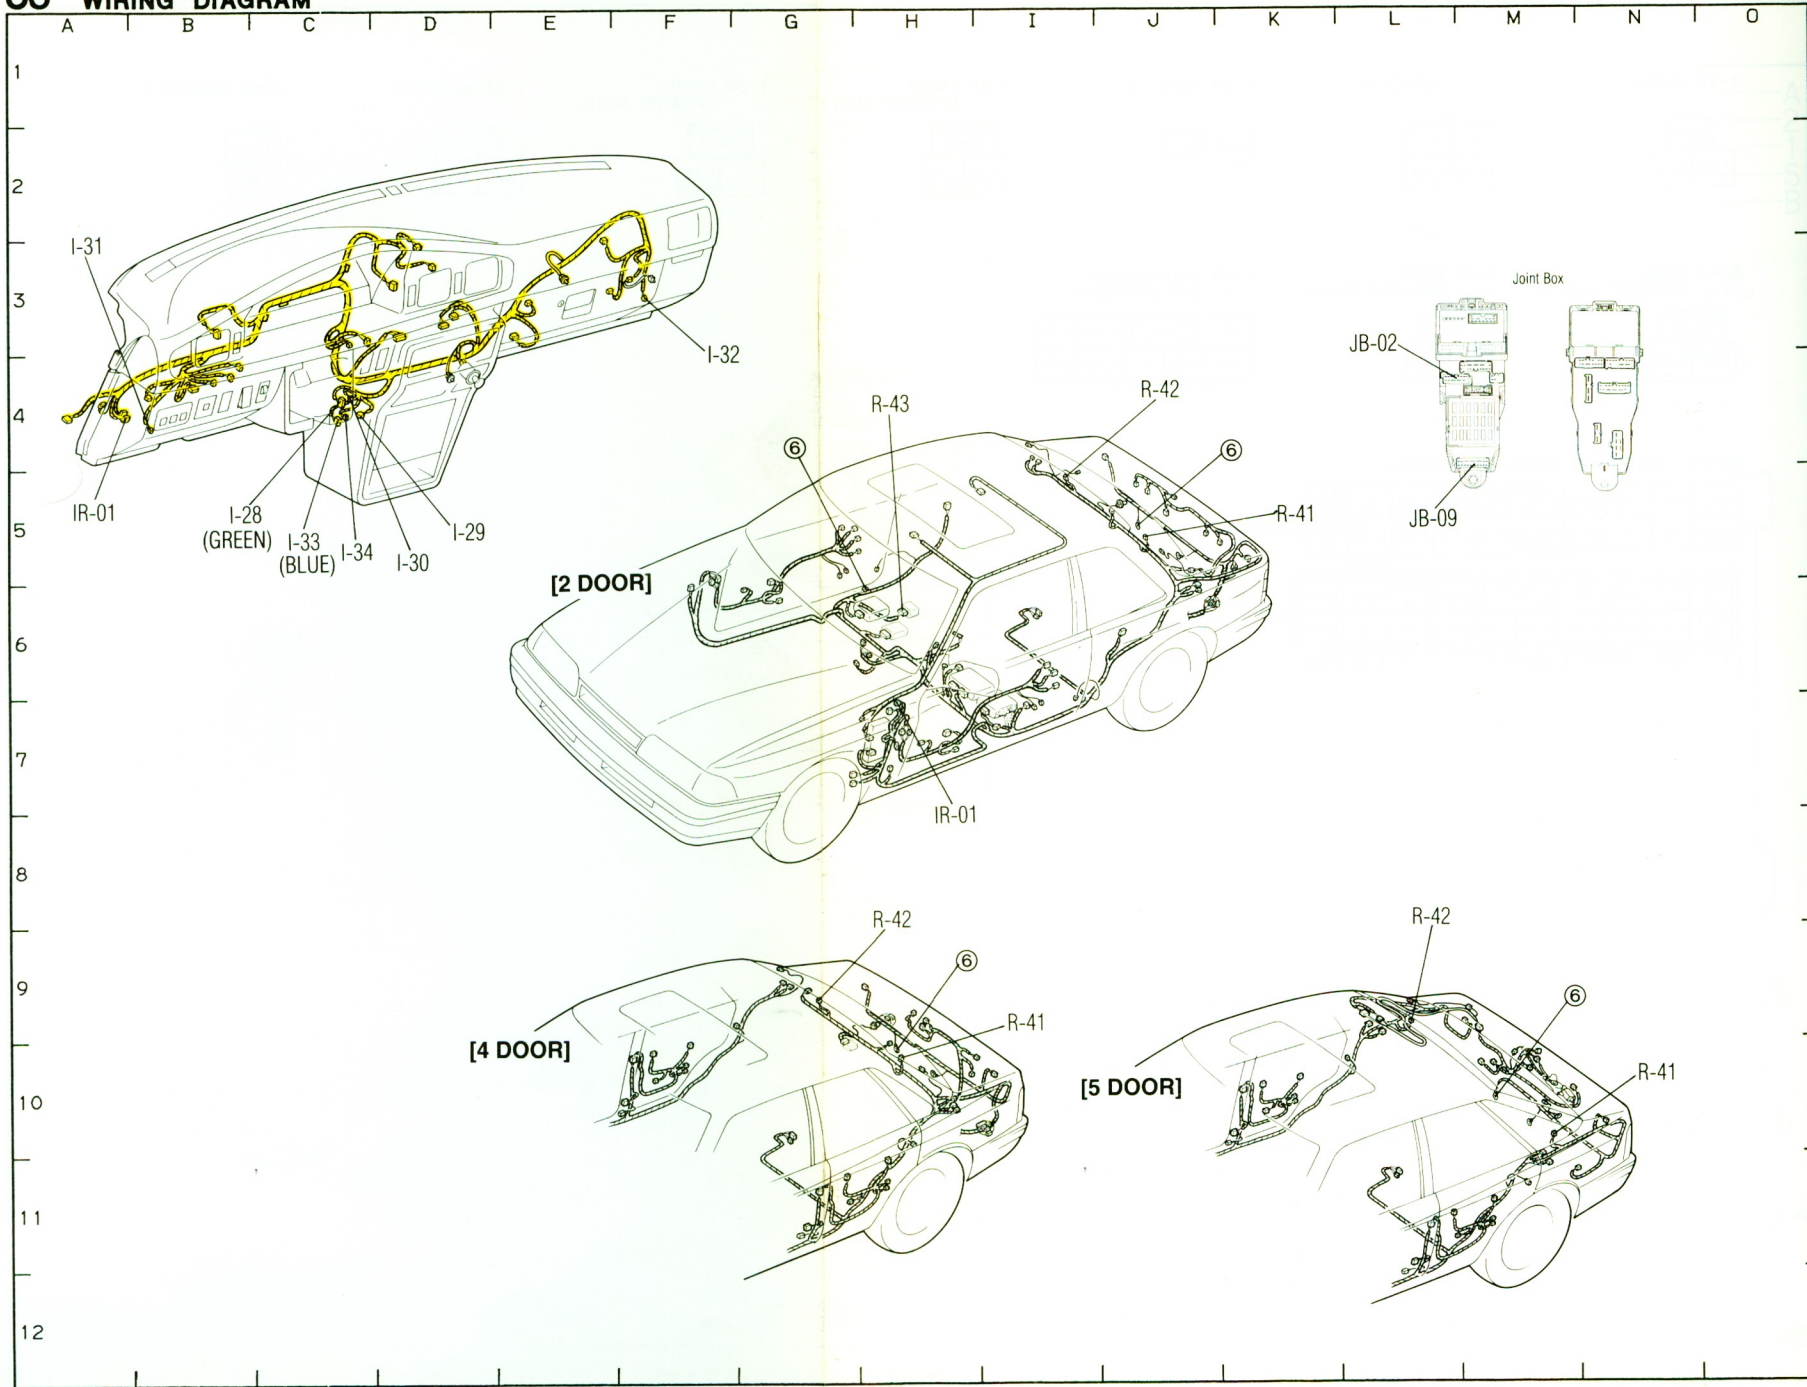 WIRING DIAGRAM
A B C D E F G H I J K L M N O
1
2
3
4
5
6
7
8
9
10
11
12
I-31
I-32
IR-01
I-28
(GREEN)
I-33
(BLUE)
I-34
I-30
I-29
Joint Box
JB-02
JB-09
[2 DOOR]
6
R-43
R-42
6
R-41
IR-01
[4 DOOR]
R-42
6
R-41
[5 DOOR]
R-42
6
R-41